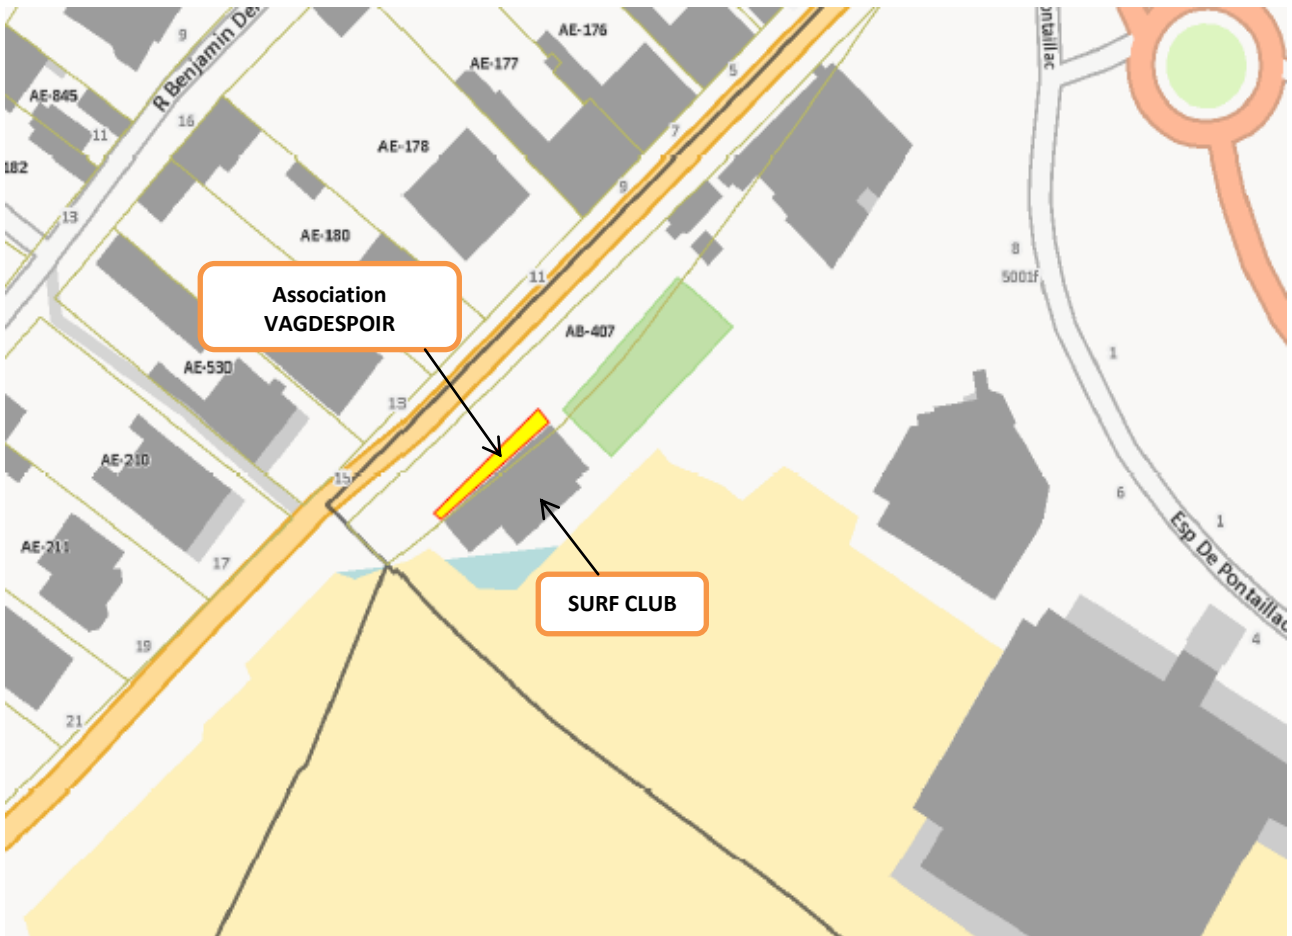 9
R Benjamin Del
AE-176
AE-177
5
ontaillac
AE-845
11
16
7
AE-178
182
9
13
AE-180
11
8
5001f
Association
VAGDESPOIR
AB-407
1
AE-530
13
AE-210
15
6
1
Esp De Pontaillac
AE-211
17
SURF CLUB
4
19
21